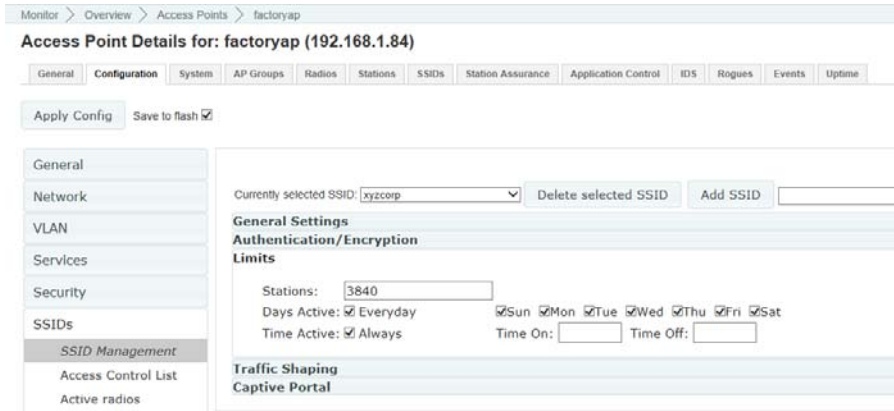 Monitor > Overview > Access Points > factoryap
Access Point Details for: factoryap (192.168.1.84)
General Configuration System AP Groups Radios Stations SSIDs Station Assurance Application Control IDS Rogues Events Uptime
Apply Config Save to flash
General
Network
Currently selected SSID: xyzcorp Delete selected SSID Add SSID
VLAN
General Settings
Authentication/Encryption
Services
Limits
Security
Stations: 3840
Days Active: Everyday Sun Mon Tue Wed Thu Fri Sat
SSIDs
Time Active: Always Time On: Time Off:
SSID Management
Access Control List
Traffic Shaping
Captive Portal
Active radios